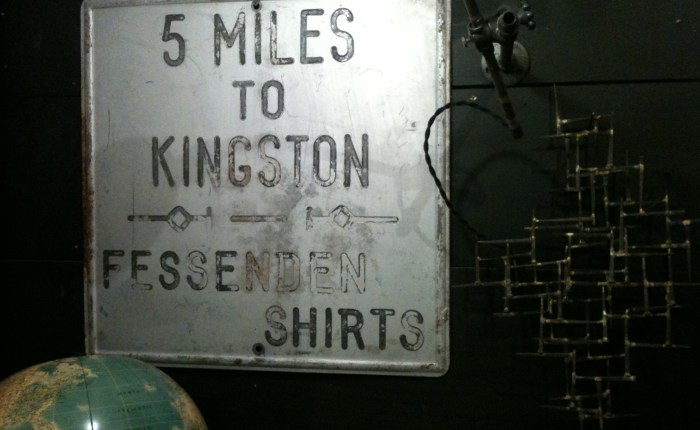 5 MILES
TO
KINGSTON
FESSENDEN
SHIRTS